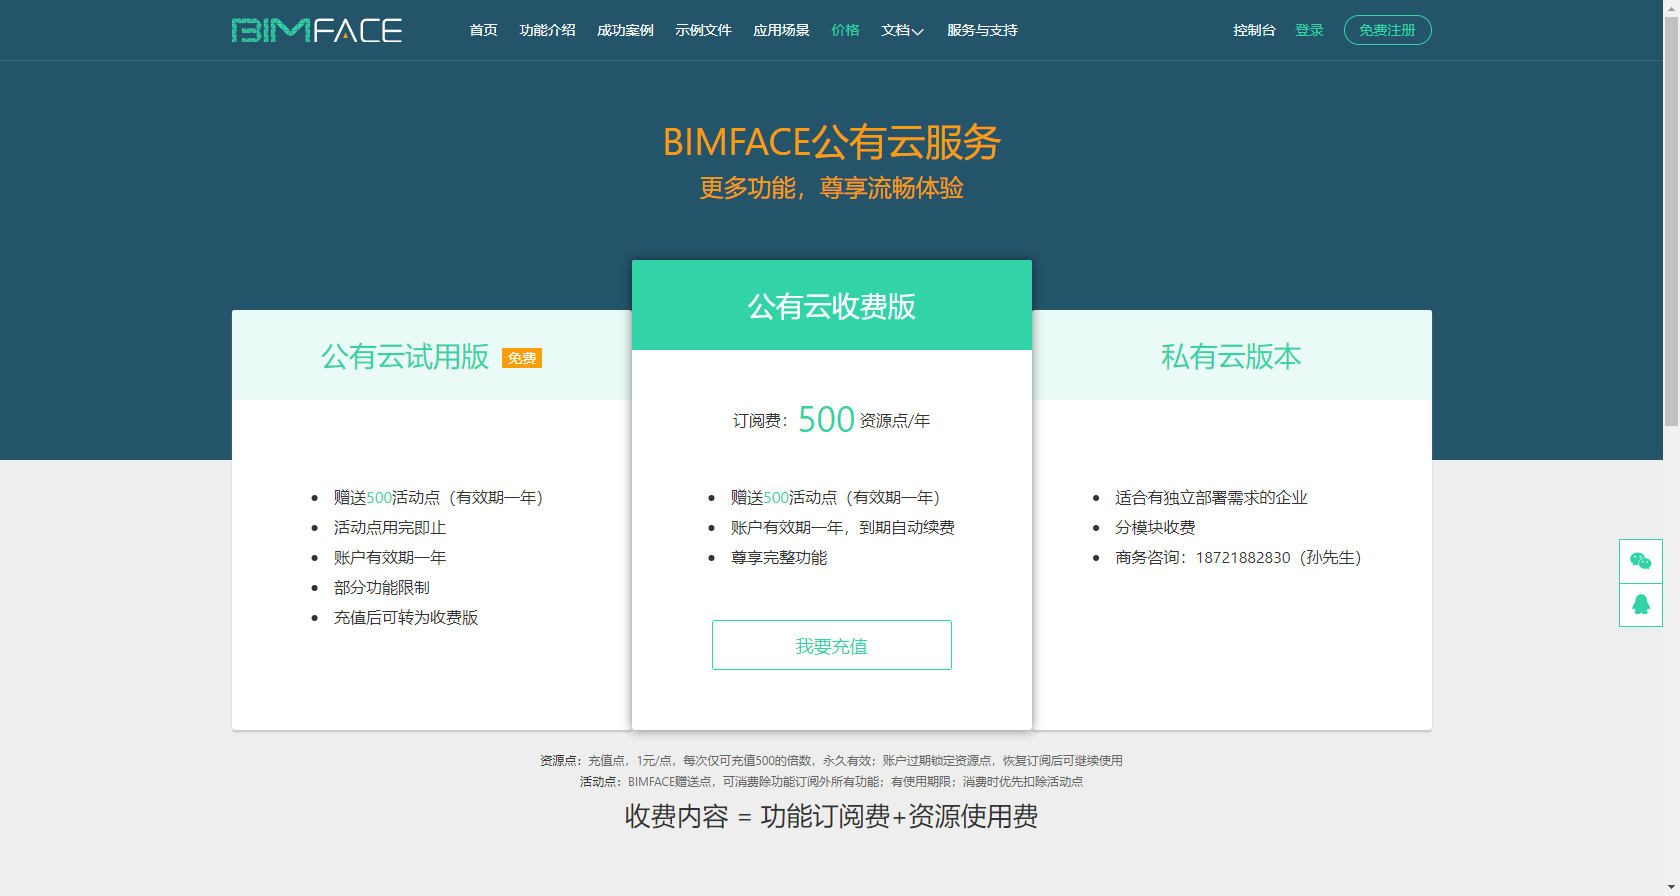 BIMFACE 首页 功能介绍 成功案例 示例文件 应用场景 价格 文档 服务与支持 控制台 登录 免费注册
BIMFACE公有云服务
更多功能，尊享流畅体验
公有云试用版 免费
赠送500活动点（有效期一年）
活动点用完即止
账户有效期一年
部分功能限制
充值后可转为收费版
公有云收费版
订阅费：500 资源点/年
赠送500活动点（有效期一年）
账户有效期一年，到期自动续费
尊享完整功能
我要充值
私有云版本
适合有独立部署需求的企业
分模块收费
商务咨询：18721882830（孙先生）
资源点：充值点，1元/点，每次仅可充值500的倍数，永久有效；账户过期锁定资源点，恢复订阅后可继续使用
活动点：BIMFACE赠送点，可消费除功能订阅外所有功能；有使用期限；消费时优先扣除活动点
收费内容 = 功能订阅费+资源使用费